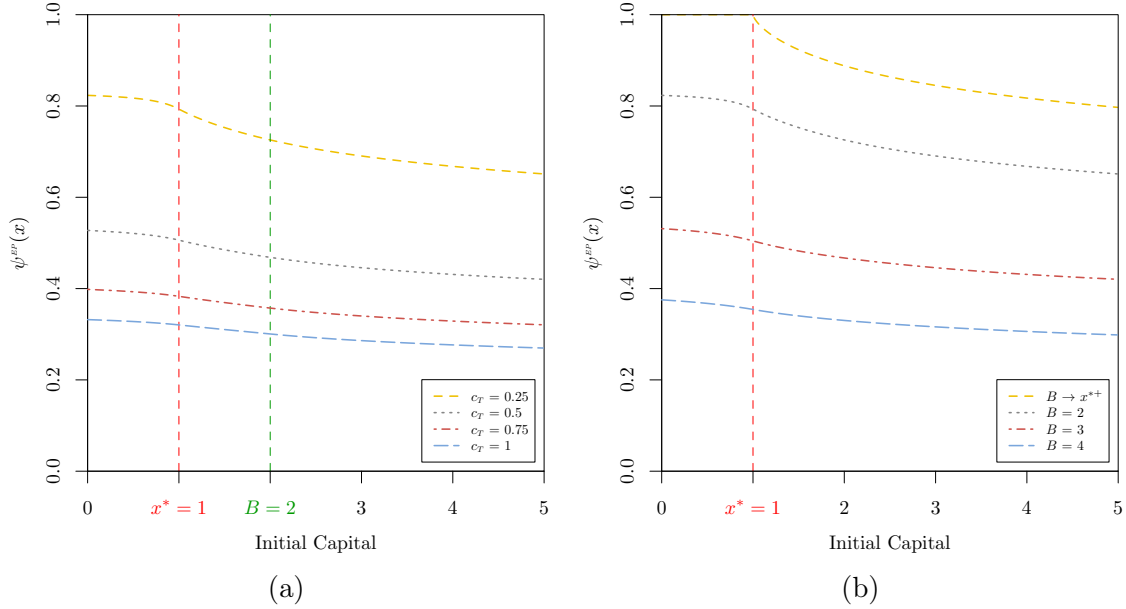 1.0
0.8
0.6
0.4
0.2
0.0
ψ^{EP}(x)
0
x* = 1
B = 2
3
4
5
Initial Capital
c_T = 0.25
c_T = 0.5
c_T = 0.75
c_T = 1
(a)
1.0
0.8
0.6
0.4
0.2
0.0
ψ^{EP}(x)
0
x* = 1
2
3
4
5
Initial Capital
B → x*⁺
B = 2
B = 3
B = 4
(b)